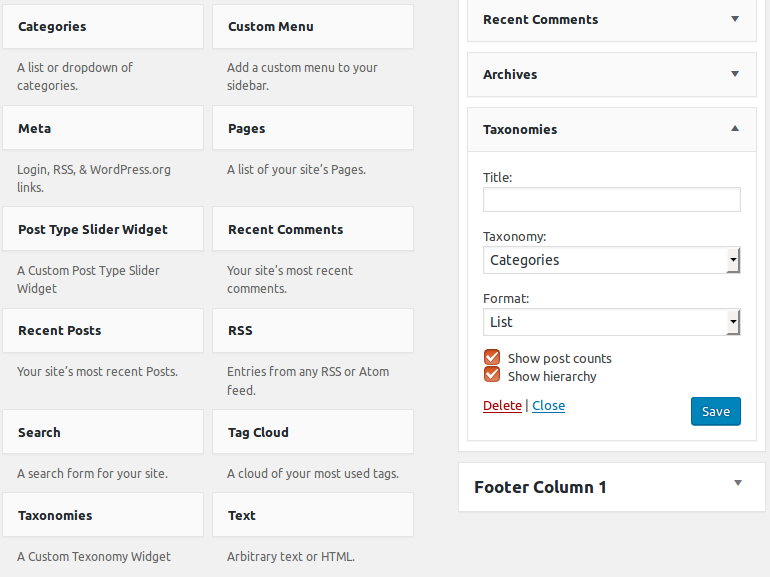 Categories
Custom Menu
A list or dropdown of
categories.
Add a custom menu to your
sidebar.
Meta
Pages
Login, RSS, & WordPress.org
links.
A list of your site's Pages.
Post Type Slider Widget
Recent Comments
A Custom Post Type Slider
Widget
Your site's most recent
comments.
Recent Posts
RSS
Your site's most recent Posts.
Entries from any RSS or Atom
feed.
Search
Tag Cloud
A search form for your site.
A cloud of your most used tags.
Taxonomies
Text
A Custom Texonomy Widget
Arbitrary text or HTML.
Recent Comments
Archives
Taxonomies
Title:
Taxonomy:
Categories
Format:
List
Show post counts
Show hierarchy
Delete | Close
Save
Footer Column 1